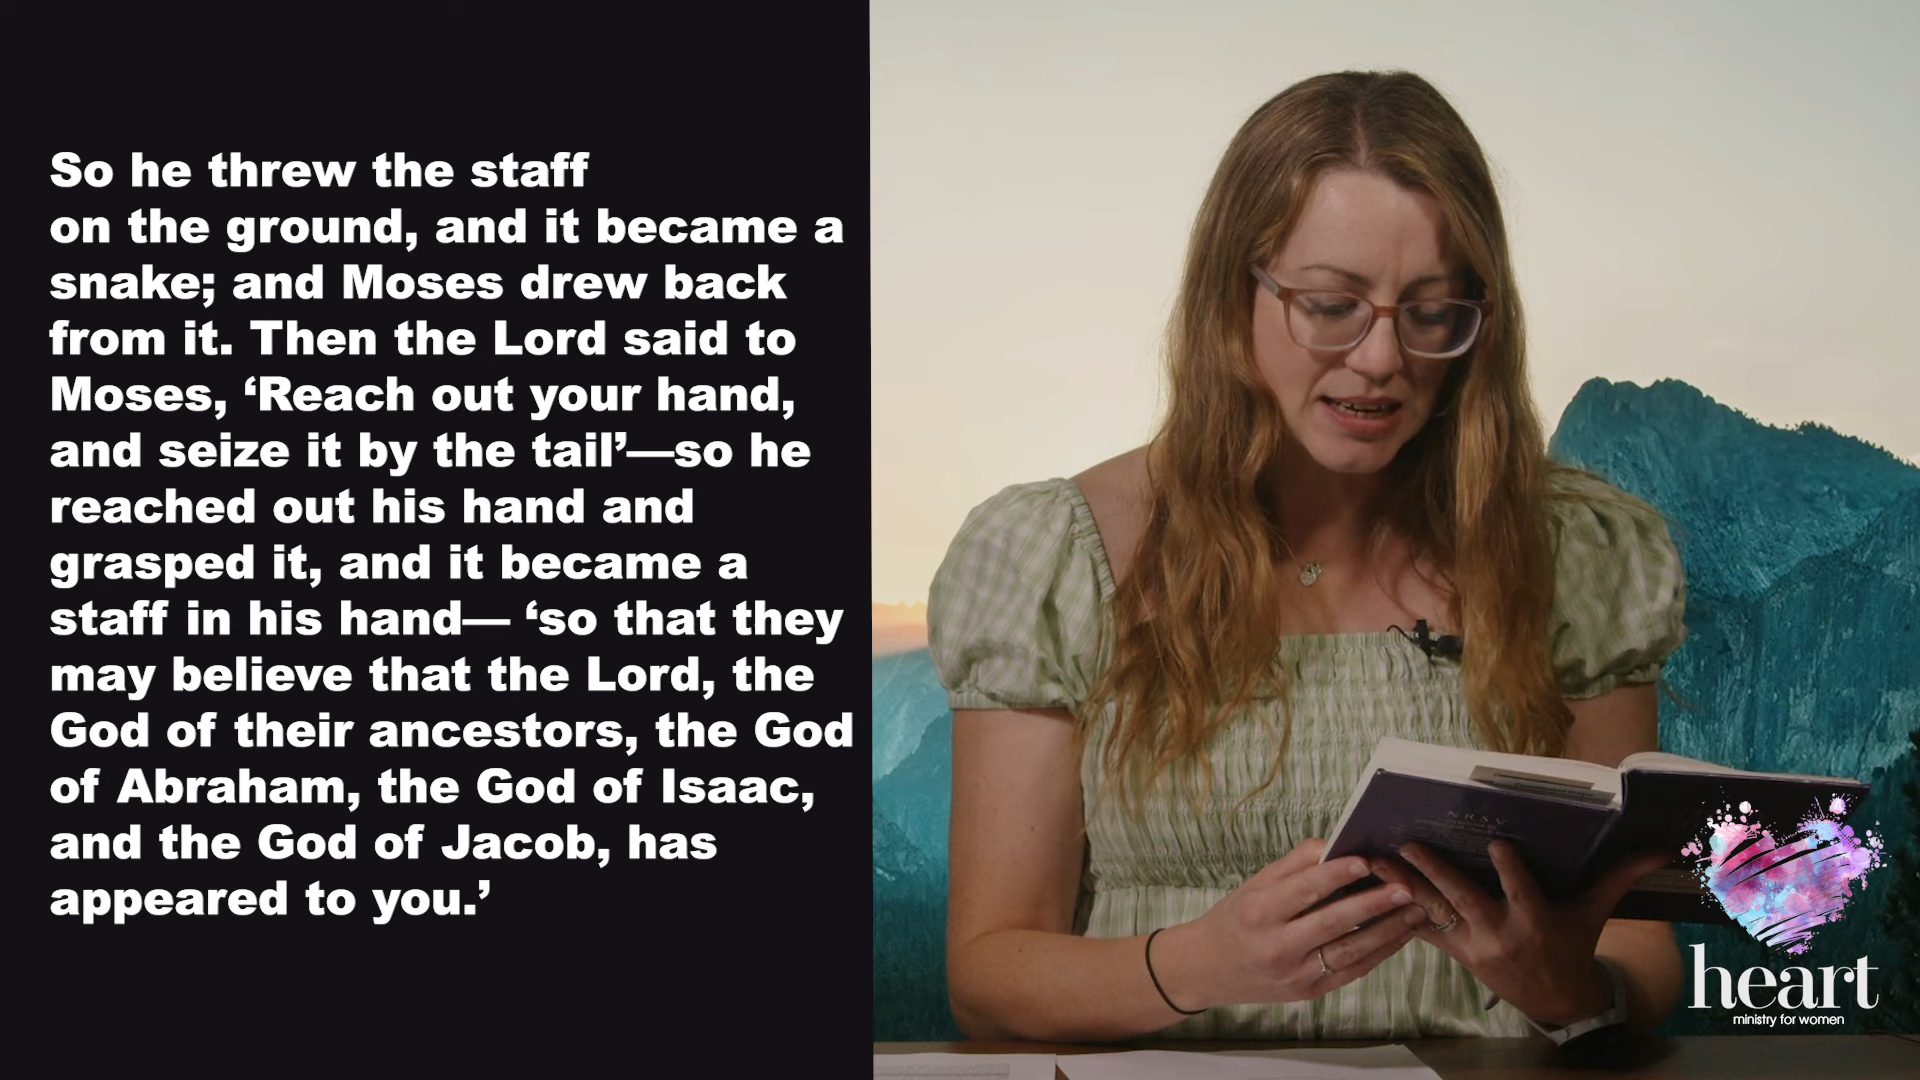 So he threw the staff
on the ground, and it became a
snake; and Moses drew back
from it. Then the Lord said to
Moses, ‘Reach out your hand,
and seize it by the tail’—so he
reached out his hand and
grasped it, and it became a
staff in his hand— ‘so that they
may believe that the Lord, the
God of their ancestors, the God
of Abraham, the God of Isaac,
and the God of Jacob, has
appeared to you.’
NRSV
heart
ministry for women